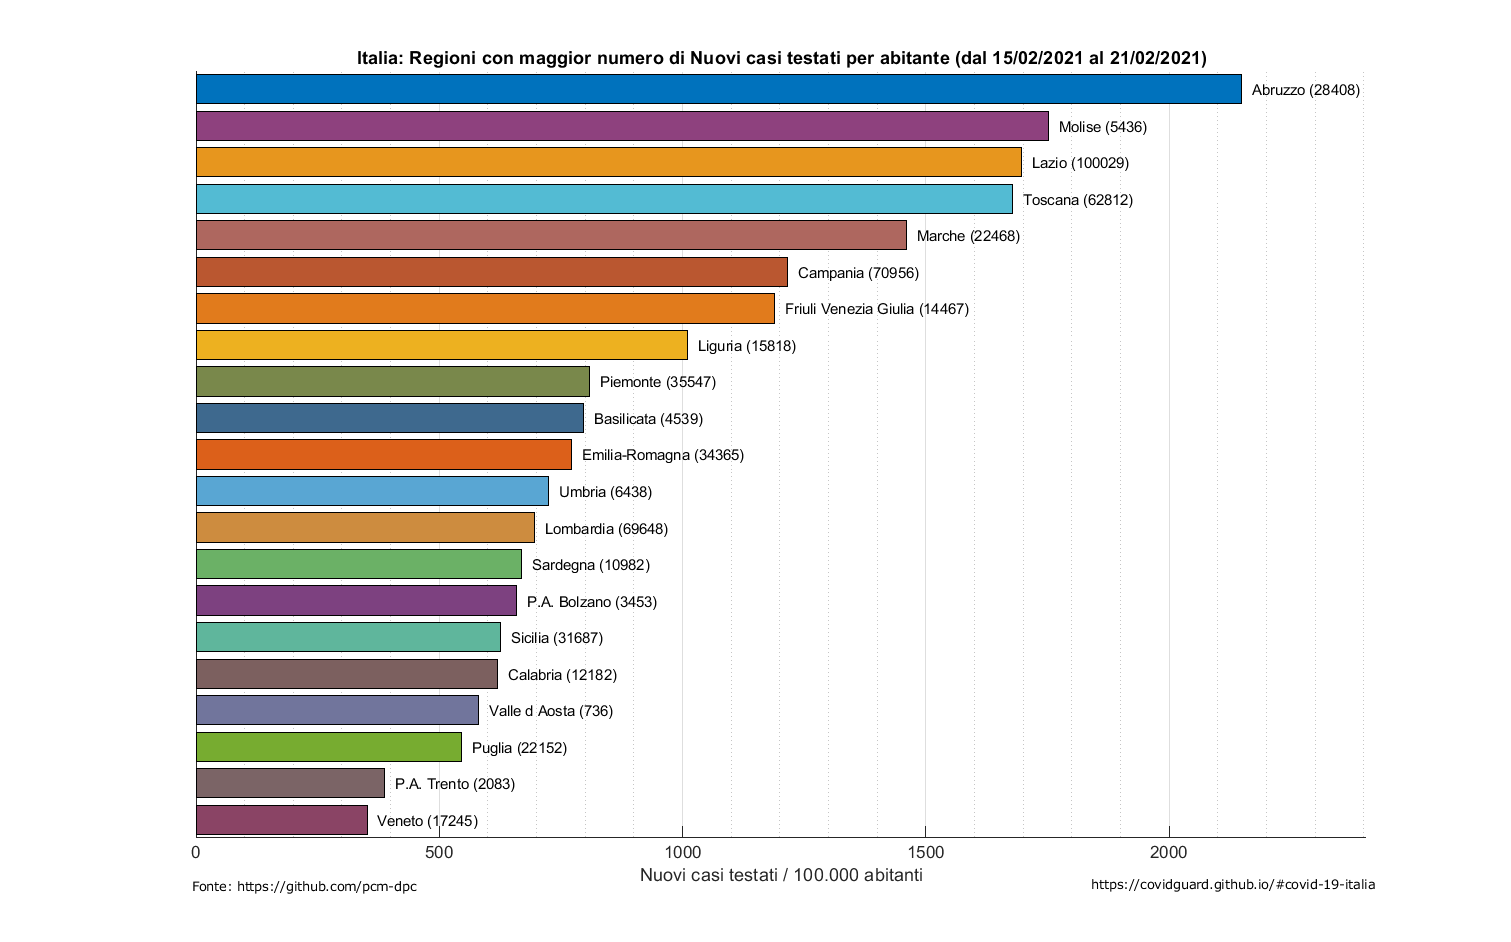 Italia: Regioni con maggior numero di Nuovi casi testati per abitante (dal 15/02/2021 al 21/02/2021)
Abruzzo (28408)
Molise (5436)
Lazio (100029)
Toscana (62812)
Marche (22468)
Campania (70956)
Friuli Venezia Giulia (14467)
Liguria (15818)
Piemonte (35547)
Basilicata (4539)
Emilia-Romagna (34365)
Umbria (6438)
Lombardia (69648)
Sardegna (10982)
P.A. Bolzano (3453)
Sicilia (31687)
Calabria (12182)
Valle d Aosta (736)
Puglia (22152)
P.A. Trento (2083)
Veneto (17245)
0 500 1000 1500 2000
Nuovi casi testati / 100.000 abitanti
Fonte: https://github.com/pcm-dpc
https://covidguard.github.io/#covid-19-italia